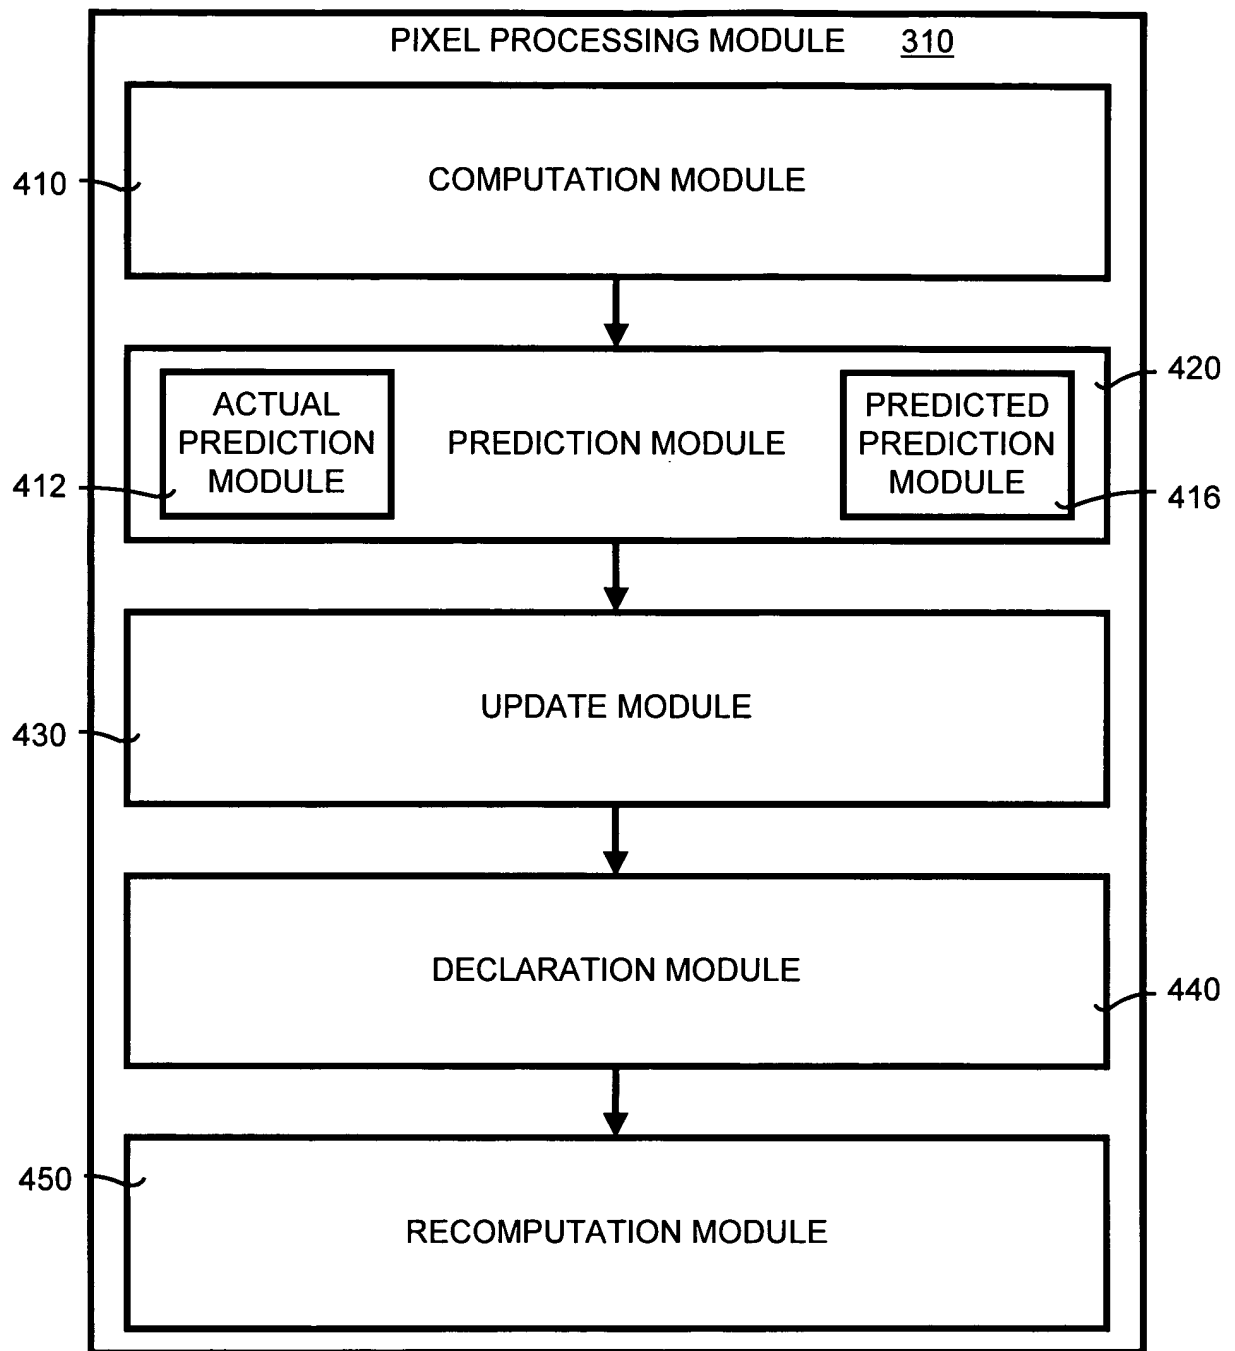 PIXEL PROCESSING MODULE 310
410
COMPUTATION MODULE
420
ACTUAL
PREDICTION
MODULE
412
PREDICTION MODULE
PREDICTED
PREDICTION
MODULE
416
430
UPDATE MODULE
DECLARATION MODULE
440
450
RECOMPUTATION MODULE